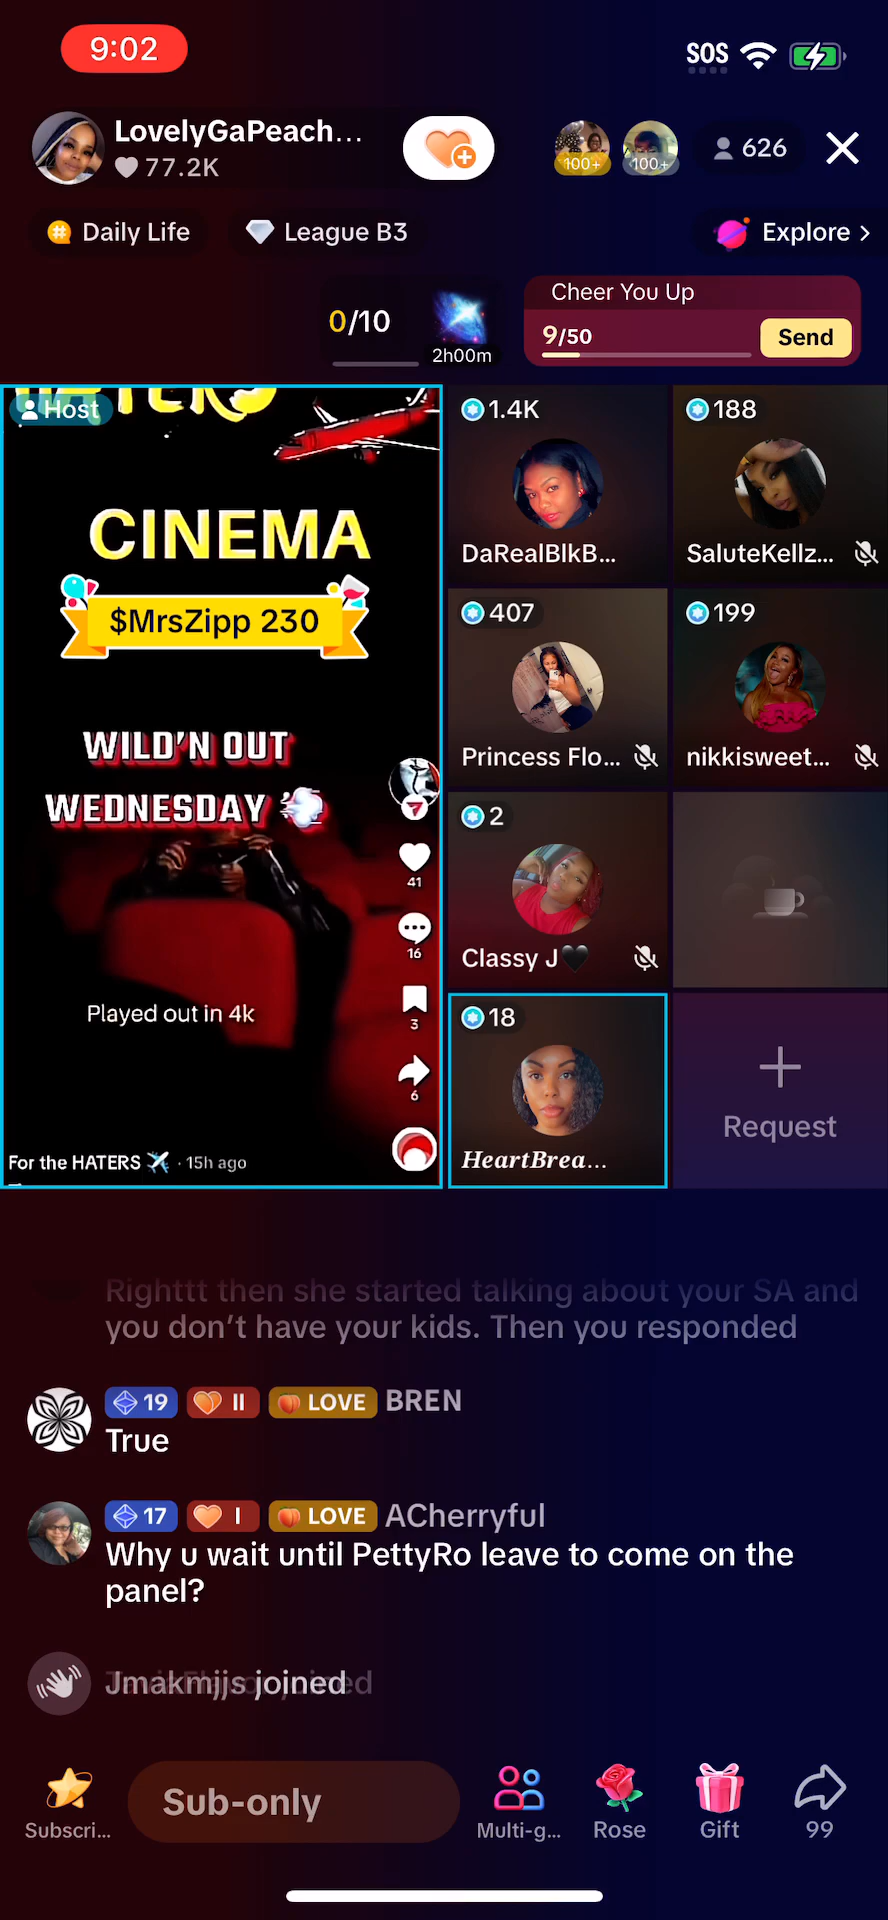 9:02
SOS
LovelyGaPeach...
77.2K
100+
100+
626
Daily Life
League B3
Explore >
0/10
2h00m
Cheer You Up
9/50
Send
Host
CINEMA
$MrsZipp 230
WILD'N OUT
WEDNESDAY
41
16
3
6
Played out in 4k
For the HATERS · 15h ago
1.4K
DaRealBlkB...
188
SaluteKellz...
407
Princess Flo...
199
nikkisweet...
2
Classy J
18
HeartBrea...
Request
Righttt then she started talking about your SA and
you don't have your kids. Then you responded
19 II LOVE BREN
True
17 I LOVE ACherryful
Why u wait until PettyRo leave to come on the
panel?
Jmakmjjs joined
Subscri...
Sub-only
Multi-g...
Rose
Gift
99